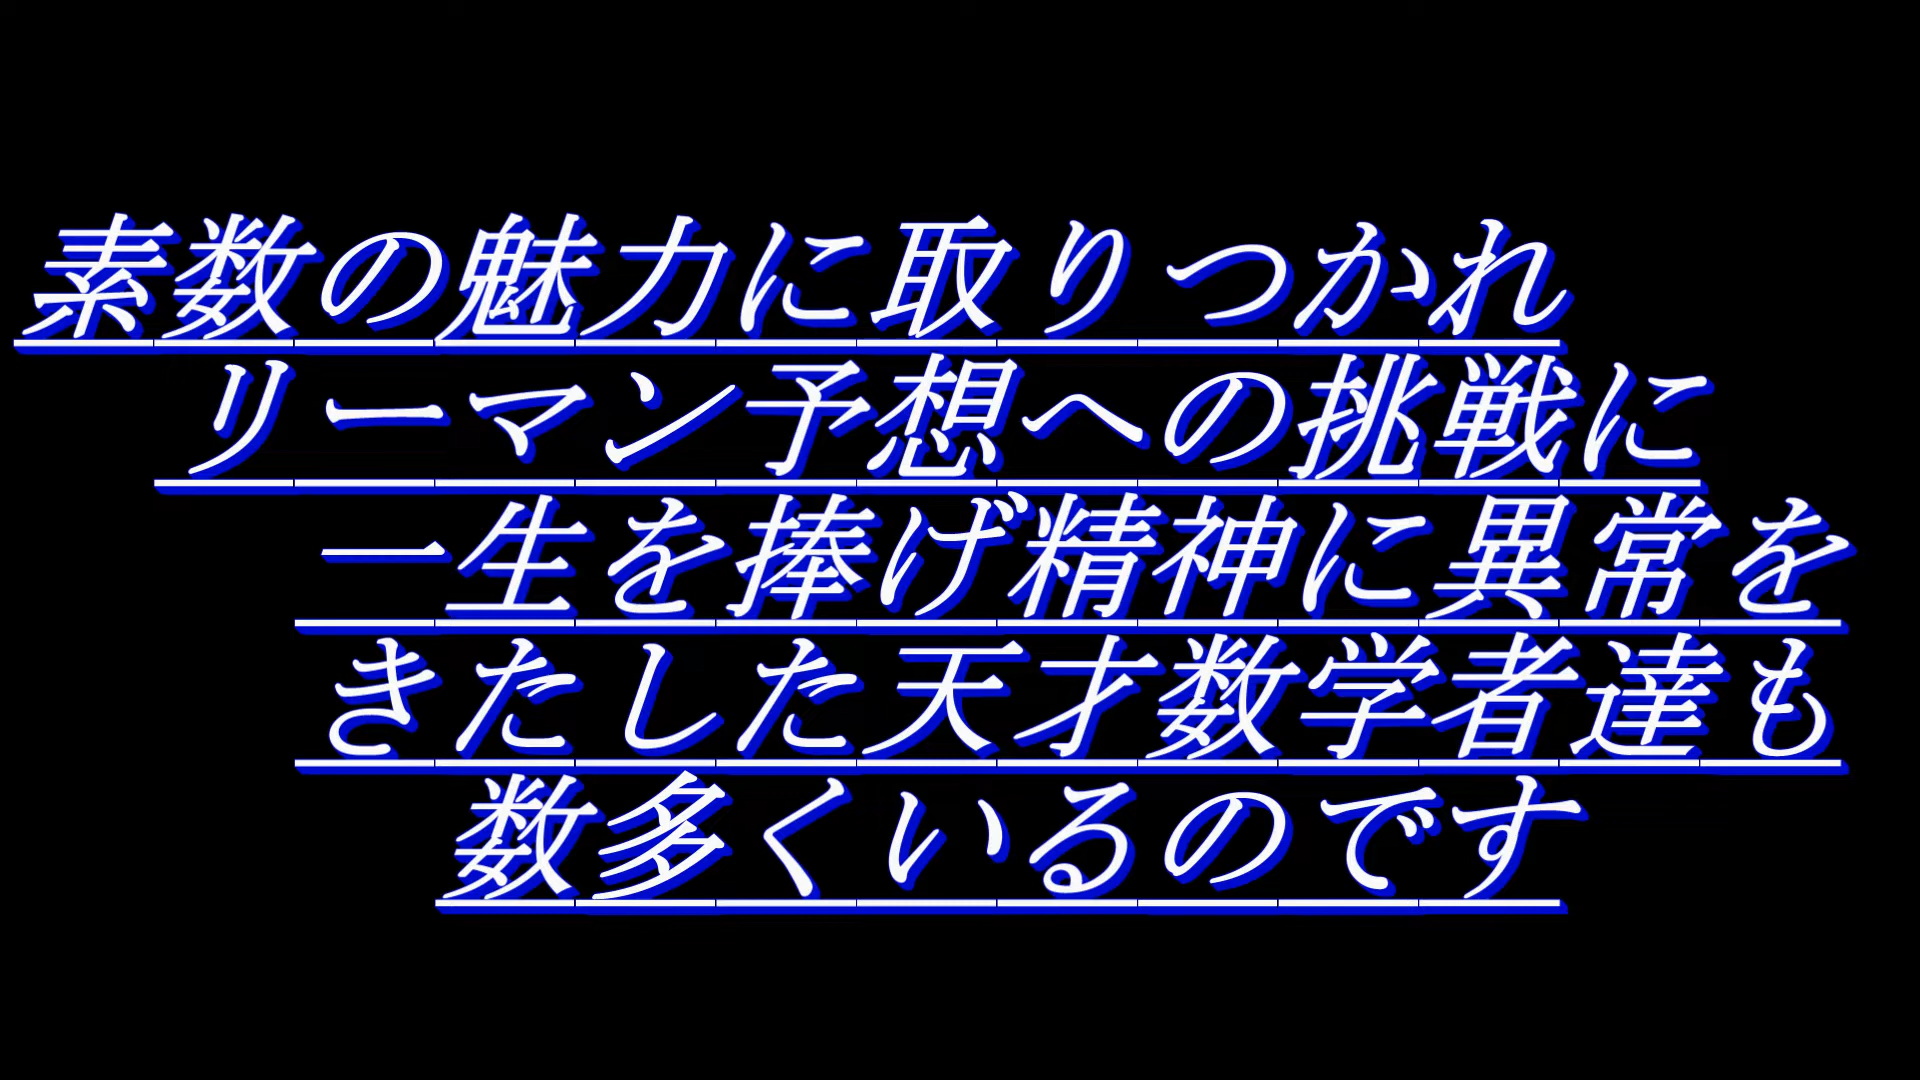 素数の魅力に取りつかれ
リーマン予想への挑戦に
一生を捧げ精神に異常を
きたした天才数学者達も
数多くいるのです